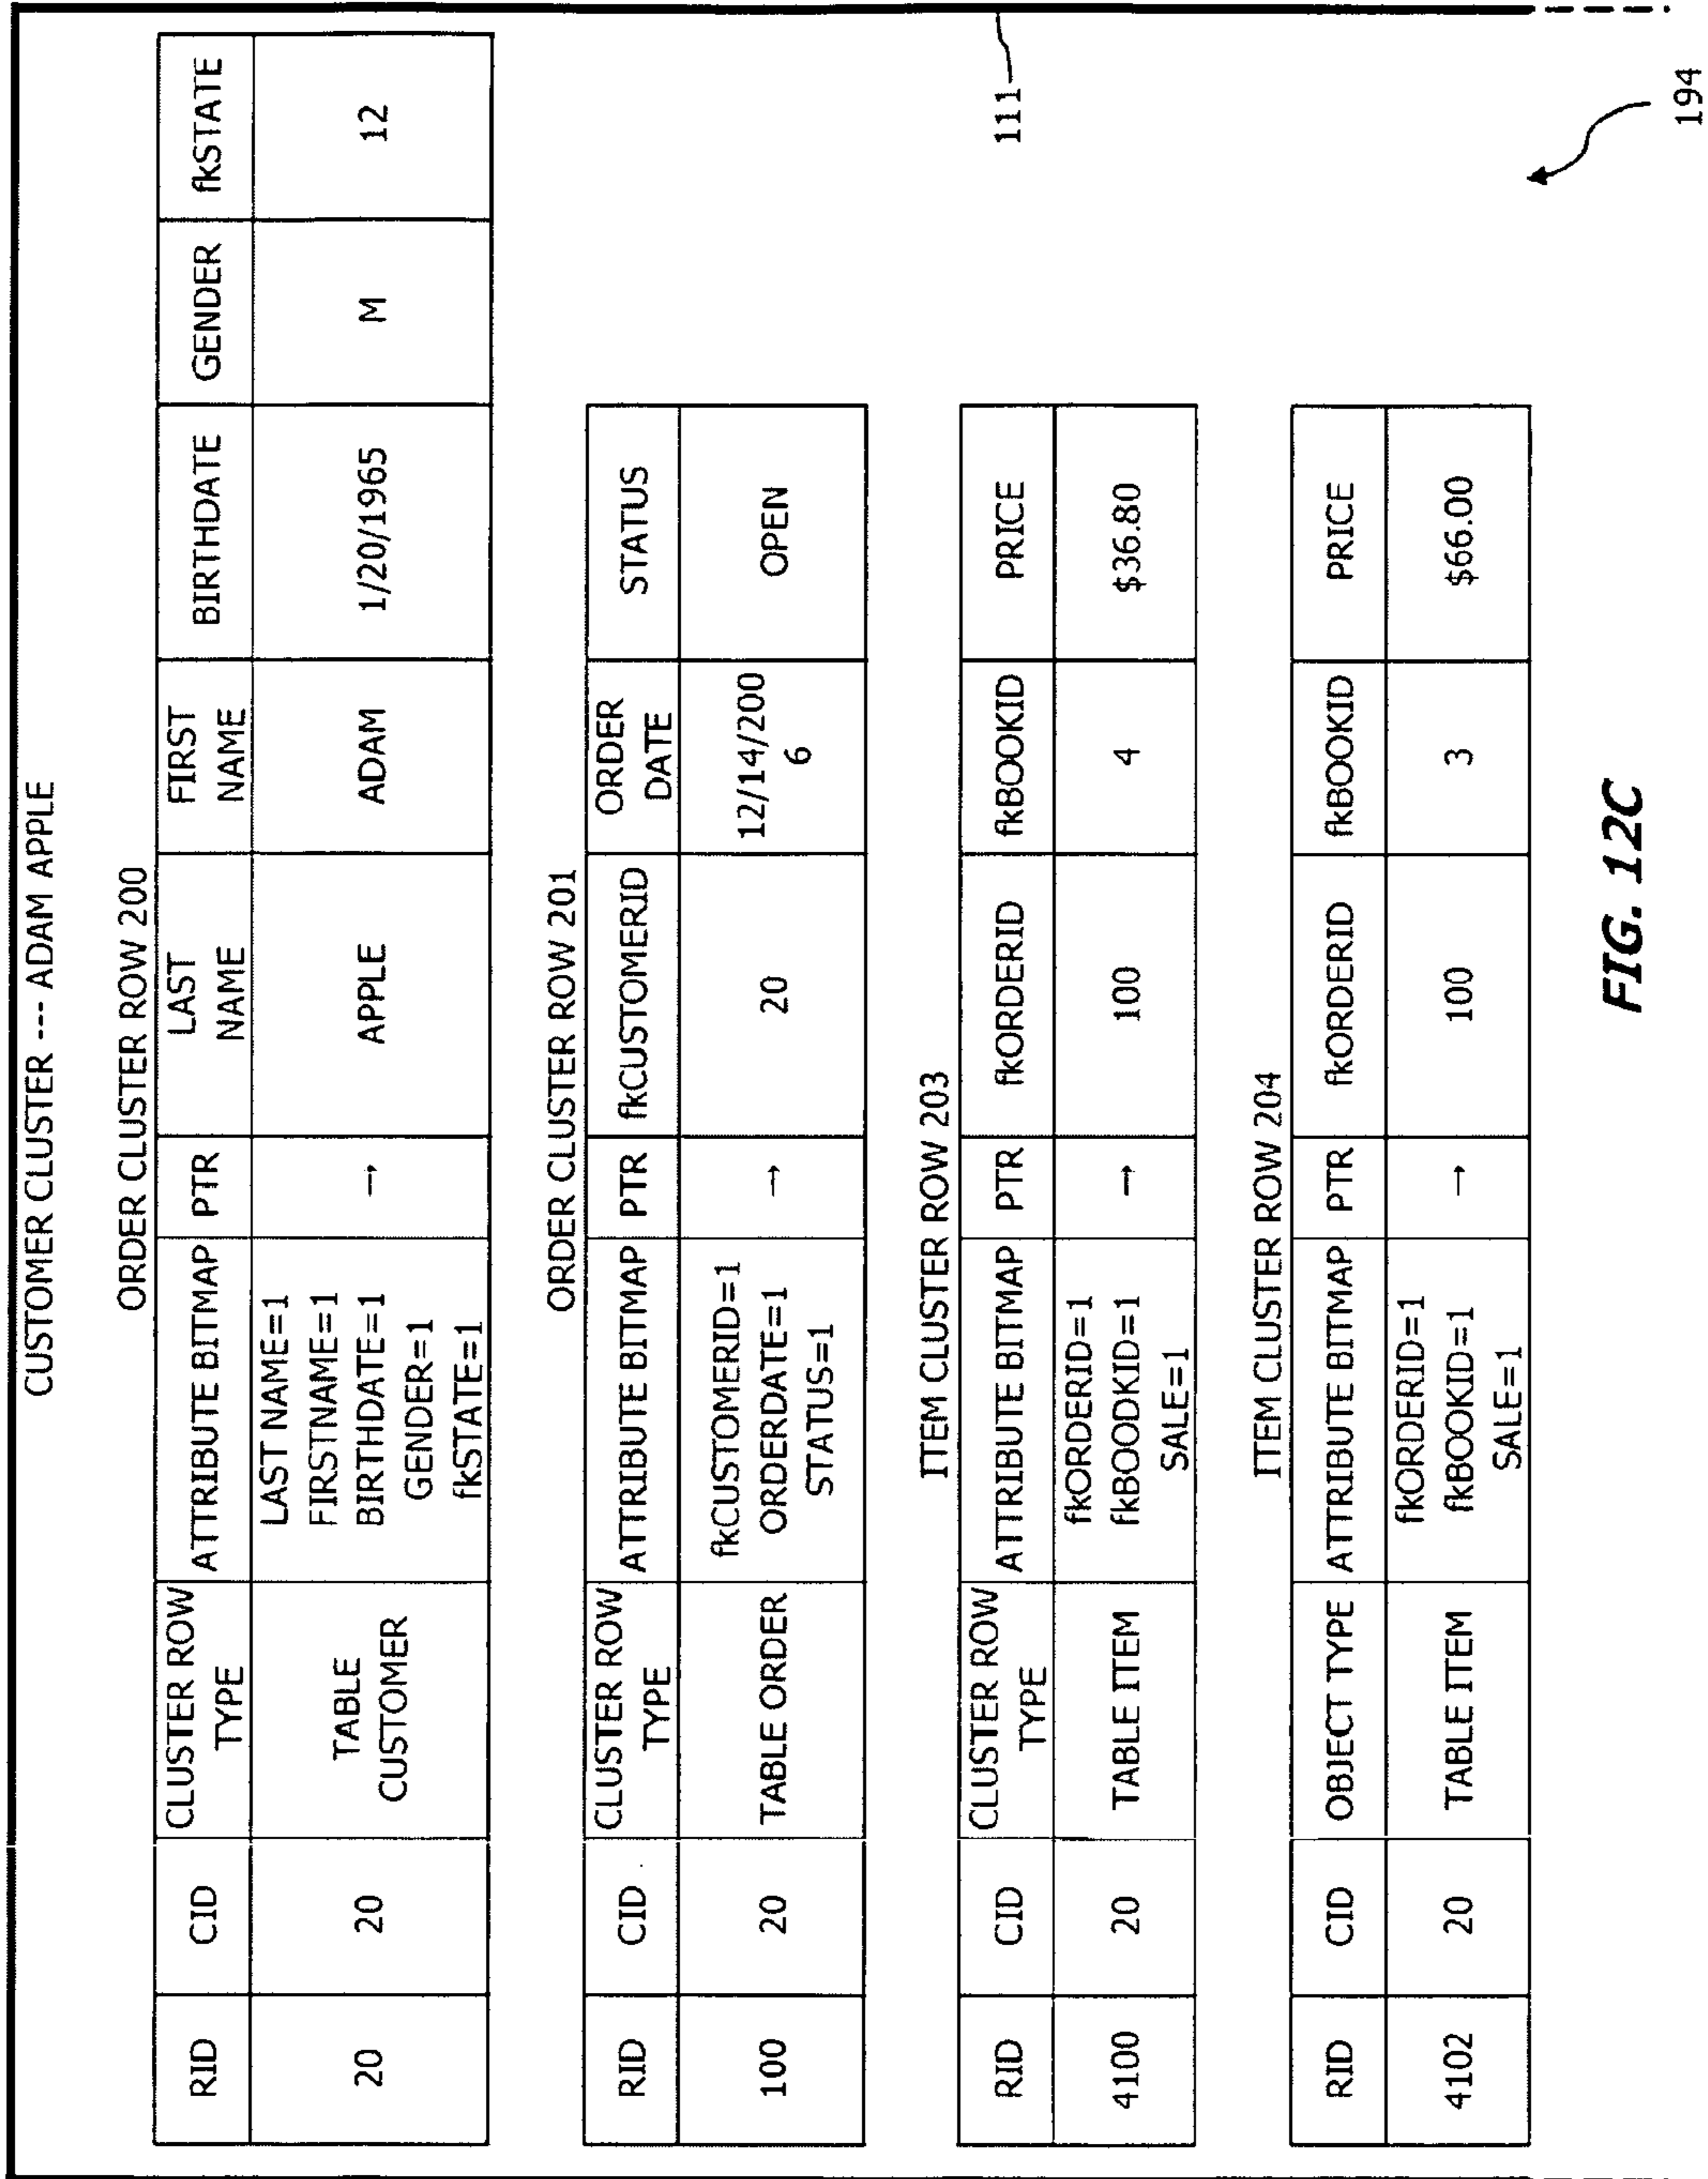 CUSTOMER CLUSTER --- ADAM APPLE
ORDER CLUSTER ROW 200
RID CID CLUSTER ROW TYPE ATTRIBUTE BITMAP PTR LAST NAME FIRST NAME BIRTHDATE GENDER fkSTATE
20 20 TABLE CUSTOMER LAST NAME=1 → APPLE ADAM 1/20/1965 M 12
FIRSTNAME=1
BIRTHDATE=1
GENDER=1
fkSTATE=1
ORDER CLUSTER ROW 201
RID CID CLUSTER ROW TYPE ATTRIBUTE BITMAP PTR fkCUSTOMERID ORDER DATE STATUS
100 20 TABLE ORDER fkCUSTOMERID=1 → 20 12/14/200 OPEN
ORDERDATE=1 6
STATUS=1
ITEM CLUSTER ROW 203
RID CID CLUSTER ROW TYPE ATTRIBUTE BITMAP PTR fkORDERID fkBOOKID PRICE
4100 20 TABLE ITEM fkORDERID=1 → 100 4 $36.80
fkBOODKID=1
SALE=1
ITEM CLUSTER ROW 204
RID CID OBJECT TYPE ATTRIBUTE BITMAP PTR fkORDERID fkBOOKID PRICE
4102 20 TABLE ITEM fkORDERID=1 → 100 3 $66.00
fkBOOKID=1
SALE=1
111
194
FIG. 12C